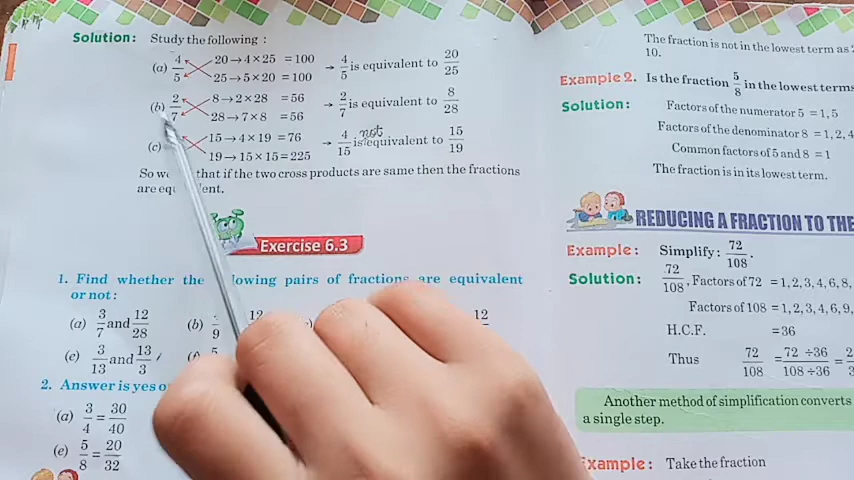 Solution: Study the following :
(a) 4/5 20→4×25 =100 → 4/5 is equivalent to 20/25
25→5×20 =100
(b) 2/7 8→2×28 =56 → 2/7 is equivalent to 8/28
28→7×8 =56
(c) 15→4×19 =76 → 4/15 is not equivalent to 15/19
19→15×15=225
So that if the two cross products are same then the fractions
are
Exercise 6.3
1. Find whether the pairs of fractions are equivalent
or not:
(a) 3/7 and 12/28 (b) /9 12 12
(e) 3/13 and 13/3 5
2. Answer is yes
(a) 3/4 = 30/40
(e) 5/8 = 20/32
The fraction is not in the lowest term as
10.
Example 2. Is the fraction 5/8 in the lowest terms
Solution: Factors of the numerator 5 = 1, 5
Factors of the denominator 8 = 1, 2, 4
Common factors of 5 and 8 = 1
The fraction is in its lowest term.
REDUCING A FRACTION TO THE
Example: Simplify: 72/108.
Solution: 72/108, Factors of 72 = 1, 2, 3, 4, 6, 8,
Factors of 108 = 1, 2, 3, 4, 6, 9,
H.C.F. =36
Thus 72/108 = 72 ÷36/108 ÷36 = 2/3
Another method of simplification converts
a single step.
Example: Take the fraction